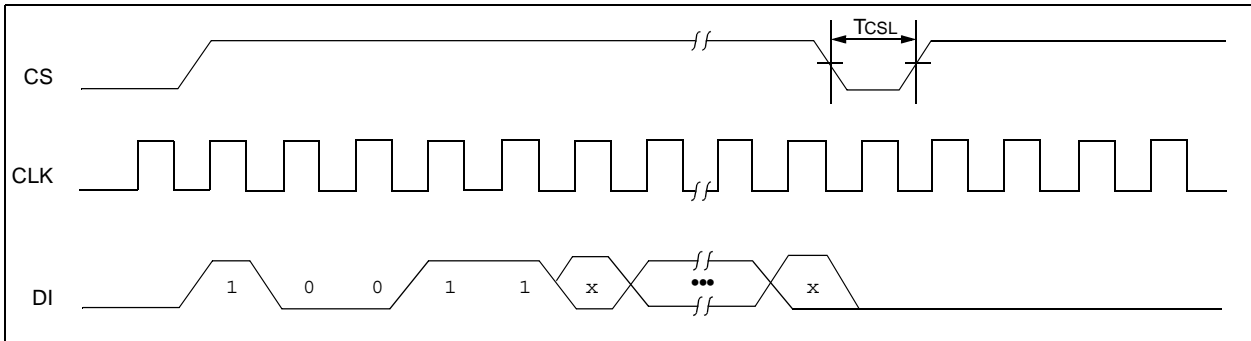 TCSL
CS
CLK
DI
1 0 0 1 1 x ••• x